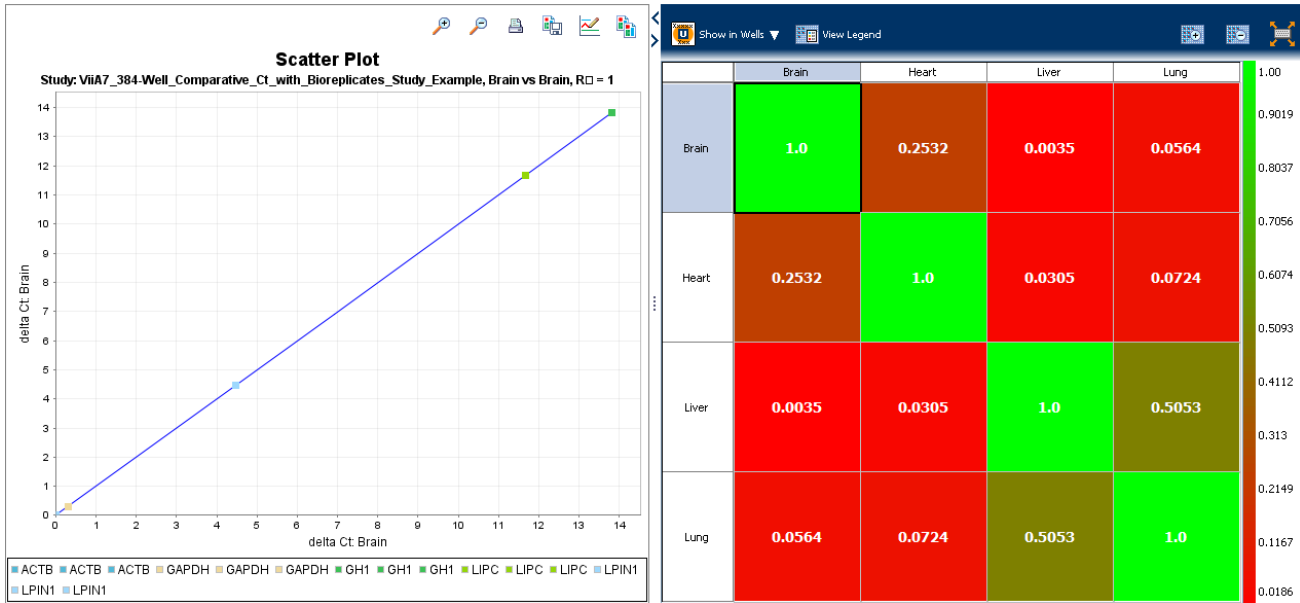 Scatter Plot
Study: ViiA7_384-Well_Comparative_Ct_with_Bioreplicates_Study_Example, Brain vs Brain, R□ = 1
14
13
12
11
10
9
8
7
6
5
4
3
2
1
0
delta Ct: Brain
0 1 2 3 4 5 6 7 8 9 10 11 12 13 14
delta Ct: Brain
ACTB ACTB ACTB GAPDH GAPDH GAPDH GH1 GH1 GH1 LIPC LIPC LIPC LPIN1
LPIN1 LPIN1
Show in Wells ▼ View Legend
Brain Heart Liver Lung
Brain 1.0 0.2532 0.0035 0.0564
Heart 0.2532 1.0 0.0305 0.0724
Liver 0.0035 0.0305 1.0 0.5053
Lung 0.0564 0.0724 0.5053 1.0
1.00
0.9019
0.8037
0.7056
0.6074
0.5093
0.4112
0.313
0.2149
0.1167
0.0186